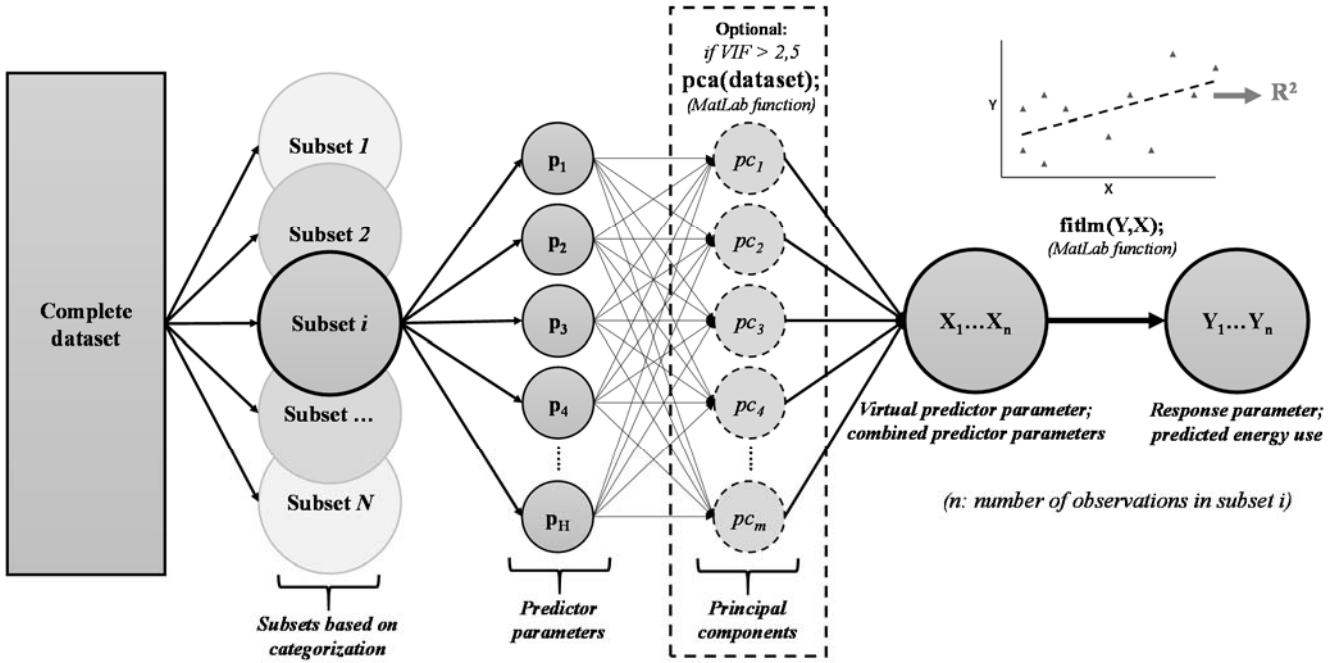 Complete
dataset
Subset 1
Subset 2
Subset i
Subset ...
Subset N
Subsets based on
categorization
p1
p2
p3
p4
pH
Predictor
parameters
Optional:
if VIF > 2,5
pca(dataset);
(MatLab function)
pc1
pc2
pc3
pc4
pcm
Principal
components
X1...Xn
Virtual predictor parameter;
combined predictor parameters
Y
X
R²
fitlm(Y,X);
(MatLab function)
Y1...Yn
Response parameter;
predicted energy use
(n: number of observations in subset i)